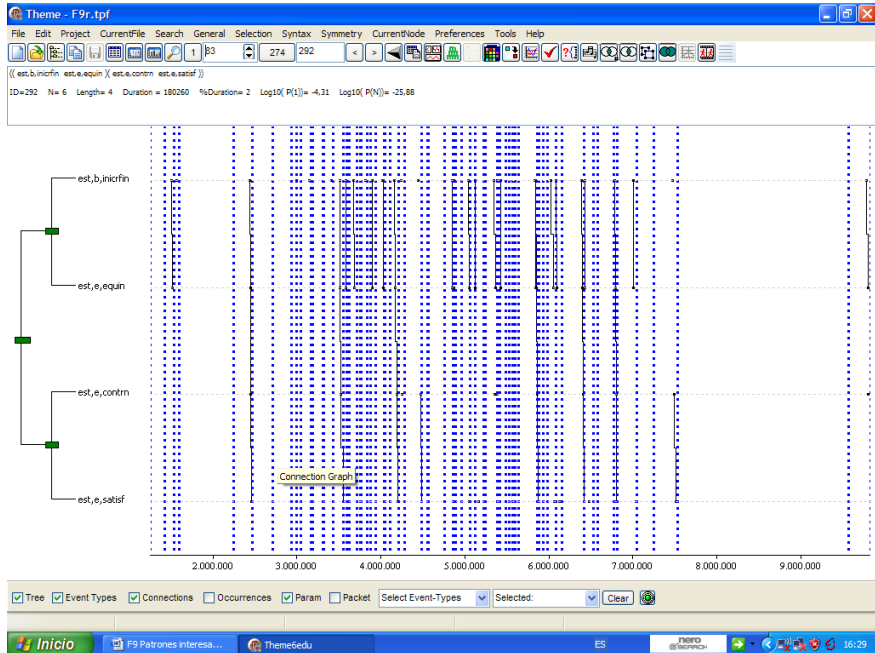 Theme - F9r.tpf
File Edit Project CurrentFile Search General Selection Syntax Symmetry CurrentNode Preferences Tools Help
1 83 274 292 < >
(( est,b,inicrfin est,e,equin )( est,e,contrn est,e,satisf ))
ID=292 N= 6 Length= 4 Duration = 180260 %Duration= 2 Log10( P(1))= -4,31 Log10( P(N))= -25,88
est,b,inicrfin
est,e,equin
est,e,contrn
Connection Graph
est,e,satisf
2.000.000 3.000.000 4.000.000 5.000.000 6.000.000 7.000.000 8.000.000 9.000.000
Tree Event Types Connections Occurrences Param Packet Select Event-Types Selected: Clear
Inicio F9 Patrones interesa... Theme6edu ES nero SEARCH 16:29